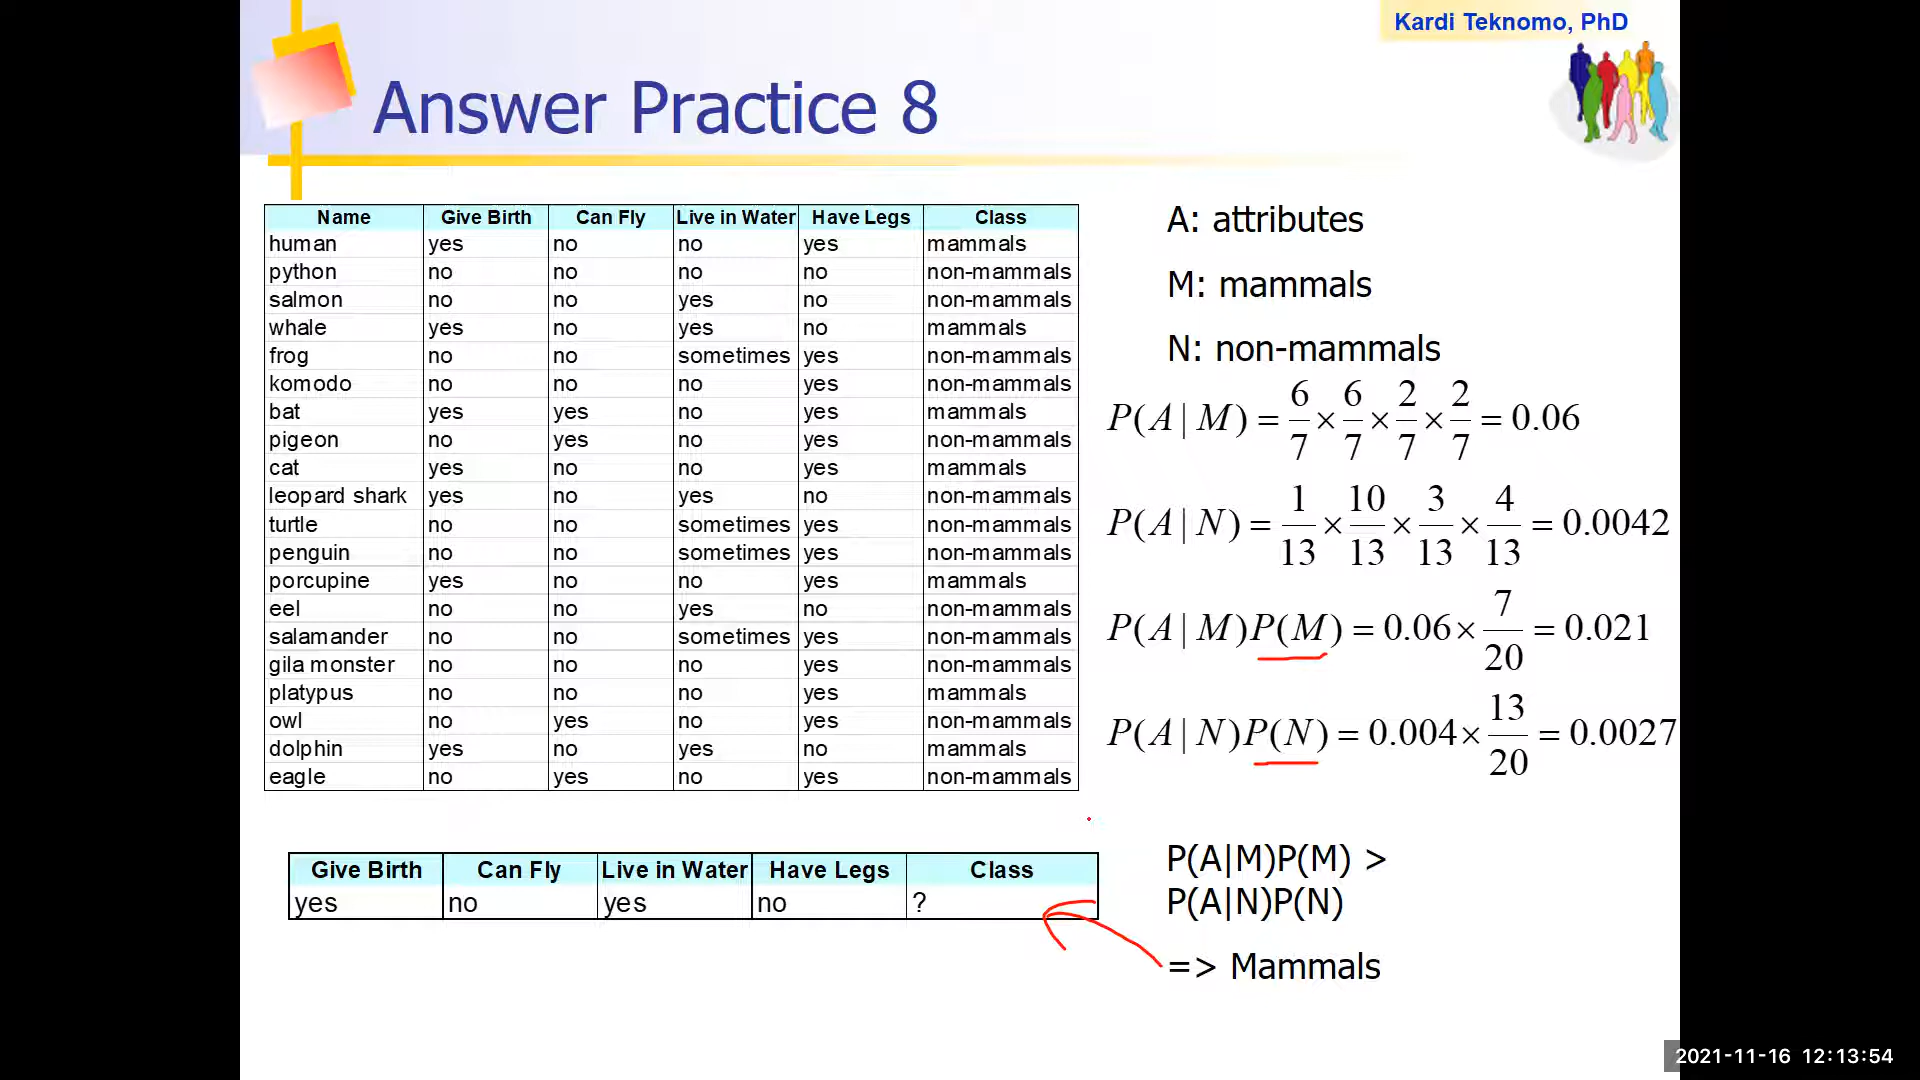 Kardi Teknomo, PhD
Answer Practice 8
Name Give Birth Can Fly Live in Water Have Legs Class
human yes no no yes mammals
python no no no no non-mammals
salmon no no yes no non-mammals
whale yes no yes no mammals
frog no no sometimes yes non-mammals
komodo no no no yes non-mammals
bat yes yes no yes mammals
pigeon no yes no yes non-mammals
cat yes no no yes mammals
leopard shark yes no yes no non-mammals
turtle no no sometimes yes non-mammals
penguin no no sometimes yes non-mammals
porcupine yes no no yes mammals
eel no no yes no non-mammals
salamander no no sometimes yes non-mammals
gila monster no no no yes non-mammals
platypus no no no yes mammals
owl no yes no yes non-mammals
dolphin yes no yes no mammals
eagle no yes no yes non-mammals
A: attributes
M: mammals
N: non-mammals
P(A|M) = 6/7 × 6/7 × 2/7 × 2/7 = 0.06
P(A|N) = 1/13 × 10/13 × 3/13 × 4/13 = 0.0042
P(A|M)P(M) = 0.06 × 7/20 = 0.021
P(A|N)P(N) = 0.004 × 13/20 = 0.0027
Give Birth Can Fly Live in Water Have Legs Class
yes no yes no ?
P(A|M)P(M) >
P(A|N)P(N)
=> Mammals
2021-11-16 12:13:54